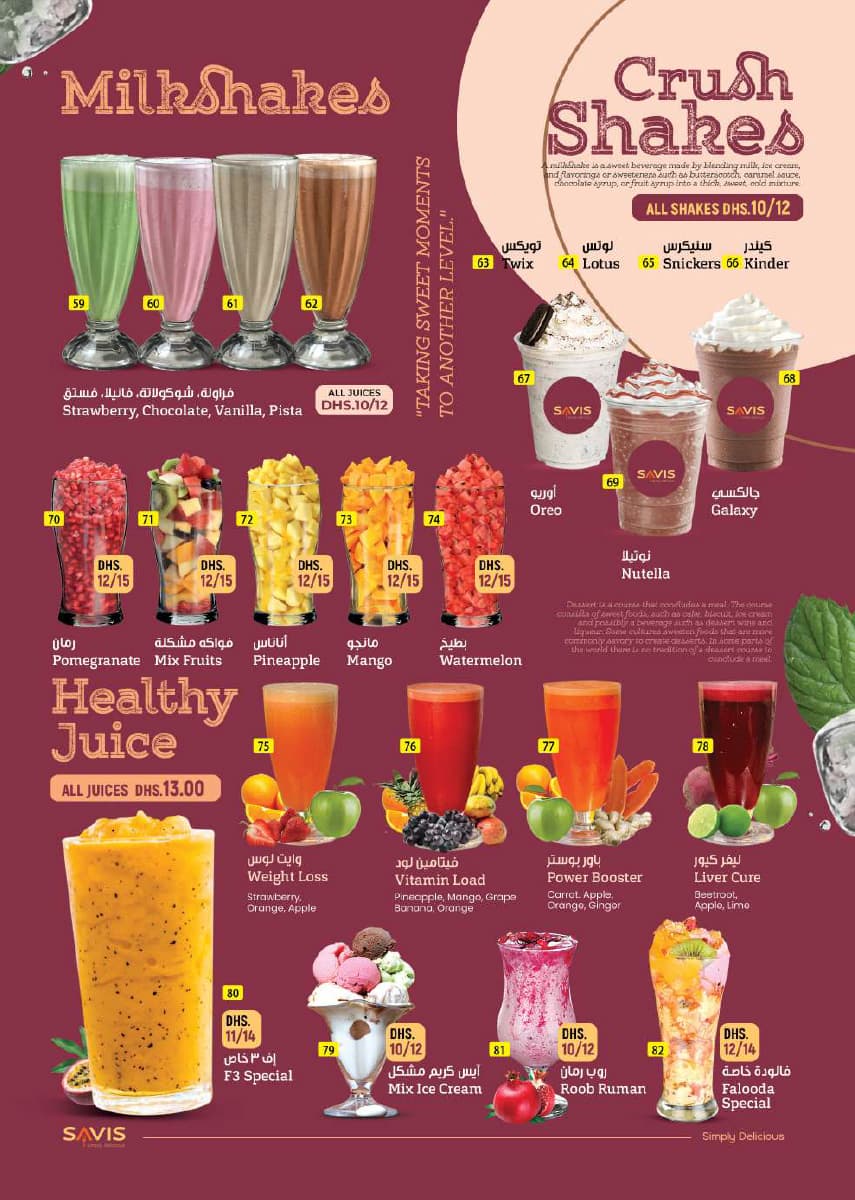 Milkshakes
59
60
61
62
فراولة، شوكولاتة، فانيلا، فستق
Strawberry, Chocolate, Vanilla, Pista
ALL JUICES
DHS.10/12
"TAKING SWEET MOMENTS
TO ANOTHER LEVEL."
Crush
Shakes
A milkshake is a sweet beverage made by blending milk, ice cream,
and flavorings or sweeteners such as butterscotch, caramel sauce,
chocolate syrup, or fruit syrup into a thick, sweet, cold mixture.
ALL SHAKES DHS.10/12
تويكس
63 Twix
لوتس
64 Lotus
سنيكرس
65 Snickers
كيندر
66 Kinder
67
SAVIS
أوريو
Oreo
69
SAVIS
نوتيلا
Nutella
68
SAVIS
جالكسي
Galaxy
Dessert is a course that concludes a meal. The course
consists of sweet foods, such as cake, biscuit, ice cream
and possibly a beverage such as dessert wine and
liqueur. Some cultures sweeten foods that are more
commonly savory to create desserts. In some parts of
the world there is no tradition of a dessert course to
conclude a meal.
70
DHS.
12/15
رمان
Pomegranate
71
DHS.
12/15
فواكه مشكلة
Mix Fruits
72
DHS.
12/15
أناناس
Pineapple
73
DHS.
12/15
مانجو
Mango
74
DHS.
12/15
بطيخ
Watermelon
Healthy
Juice
ALL JUICES DHS.13.00
75
وايت لوس
Weight Loss
Strawberry,
Orange, Apple
76
فيتامين لود
Vitamin Load
Pineapple, Mango, Grape
Banana, Orange
77
باور بوستر
Power Booster
Carrot, Apple,
Orange, Ginger
78
ليفر كيور
Liver Cure
Beetroot,
Apple, Lime
80
DHS.
11/14
إف ٣ خاص
F3 Special
79
DHS.
10/12
آيس كريم مشكل
Mix Ice Cream
81
DHS.
10/12
روب رمان
Roob Ruman
82
DHS.
12/14
فالودة خاصة
Falooda
Special
SAVIS
Simply Delicious